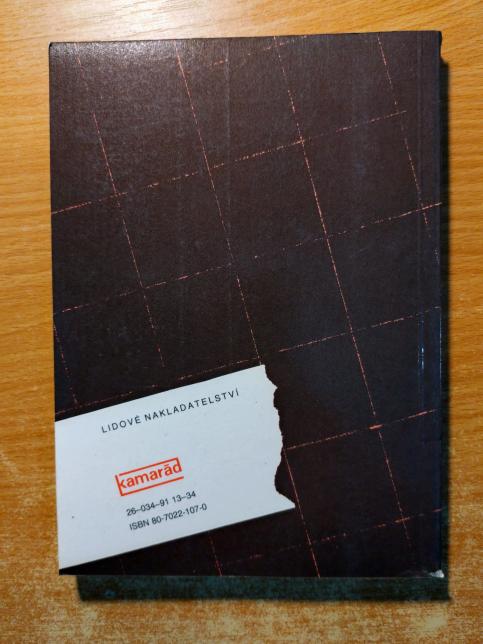 LIDOVÉ NAKLADATELSTVÍ
kamarád
26–034–91 13–34
ISBN 80-7022-107-0